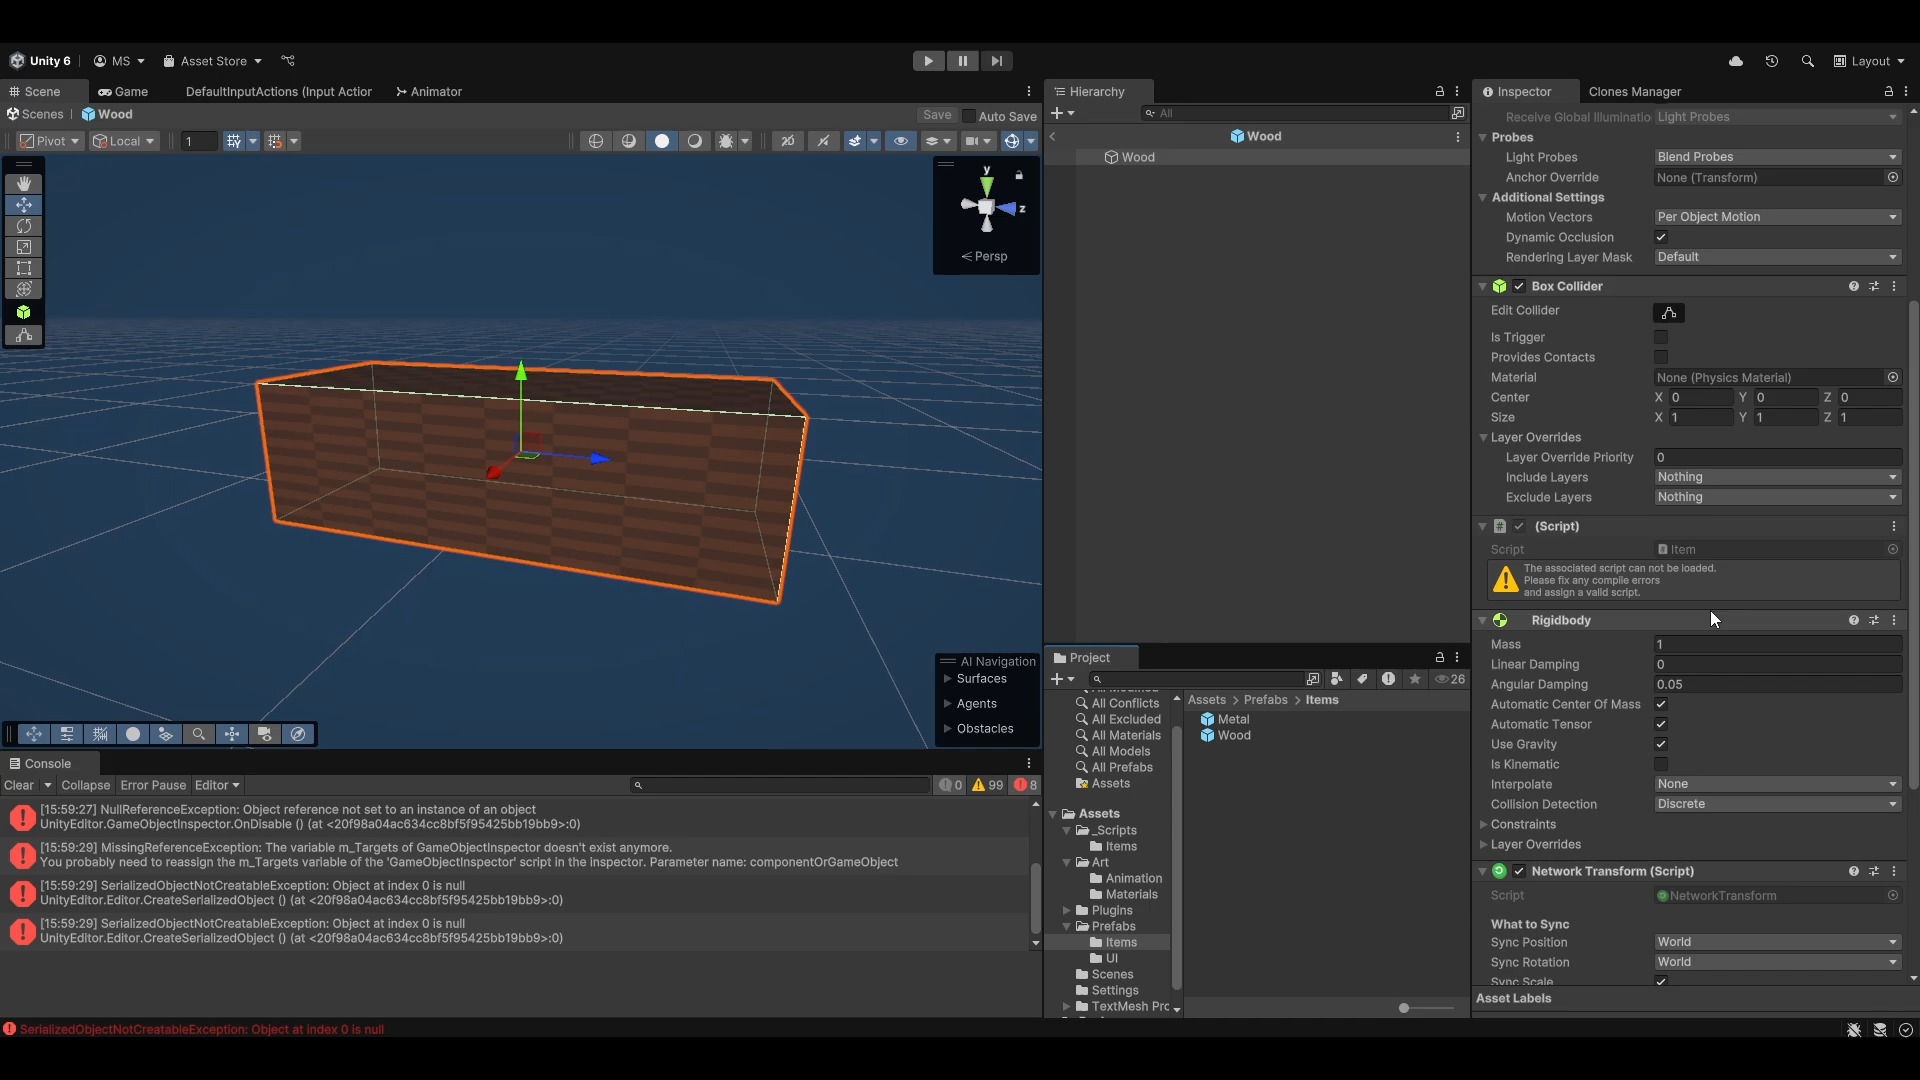 Unity 6
MS
Asset Store
Layout
Scene
Game
DefaultInputActions (Input Action
Animator
Scenes
Wood
Save
Auto Save
Pivot
Local
1
y
z
Persp
AI Navigation
Surfaces
Agents
Obstacles
Hierarchy
All
Wood
Wood
Project
26
All Conflicts
All Excluded
All Materials
All Models
All Prefabs
Assets
Assets
_Scripts
Items
Art
Animation
Materials
Plugins
Prefabs
Items
UI
Scenes
Settings
TextMesh Pro
Assets > Prefabs > Items
Metal
Wood
Console
Clear
Collapse
Error Pause
Editor
0
99
8
[15:59:27] NullReferenceException: Object reference not set to an instance of an object
UnityEditor.GameObjectInspector.OnDisable () (at <20f98a04ac634cc8bf5f95425bb19bb9>:0)
[15:59:29] MissingReferenceException: The variable m_Targets of GameObjectInspector doesn't exist anymore.
You probably need to reassign the m_Targets variable of the 'GameObjectInspector' script in the inspector. Parameter name: componentOrGameObject
[15:59:29] SerializedObjectNotCreatableException: Object at index 0 is null
UnityEditor.Editor.CreateSerializedObject () (at <20f98a04ac634cc8bf5f95425bb19bb9>:0)
[15:59:29] SerializedObjectNotCreatableException: Object at index 0 is null
UnityEditor.Editor.CreateSerializedObject () (at <20f98a04ac634cc8bf5f95425bb19bb9>:0)
SerializedObjectNotCreatableException: Object at index 0 is null
Inspector
Clones Manager
Receive Global Illuminatio Light Probes
Probes
Light Probes Blend Probes
Anchor Override None (Transform)
Additional Settings
Motion Vectors Per Object Motion
Dynamic Occlusion
Rendering Layer Mask Default
Box Collider
Edit Collider
Is Trigger
Provides Contacts
Material None (Physics Material)
Center X 0 Y 0 Z 0
Size X 1 Y 1 Z 1
Layer Overrides
Layer Override Priority 0
Include Layers Nothing
Exclude Layers Nothing
(Script)
Script Item
The associated script can not be loaded.
Please fix any compile errors
and assign a valid script.
Rigidbody
Mass 1
Linear Damping 0
Angular Damping 0.05
Automatic Center Of Mass
Automatic Tensor
Use Gravity
Is Kinematic
Interpolate None
Collision Detection Discrete
Constraints
Layer Overrides
Network Transform (Script)
Script NetworkTransform
What to Sync
Sync Position World
Sync Rotation World
Sync Scale
Asset Labels